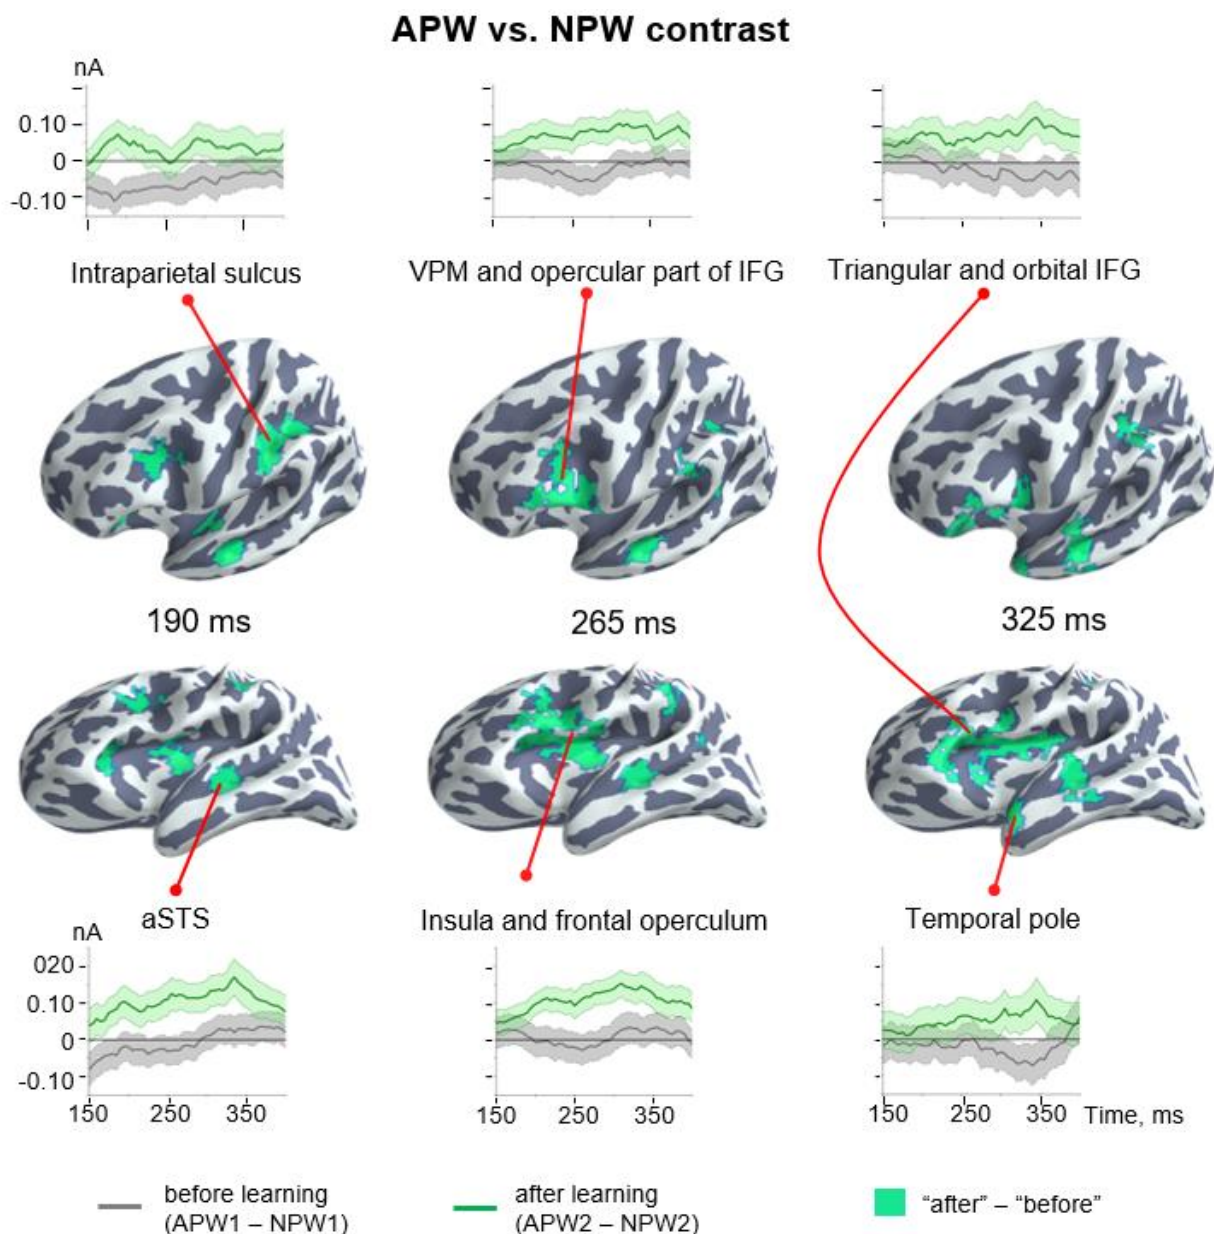 APW vs. NPW contrast
nA
0.10
0
-0.10
Intraparietal sulcus
VPM and opercular part of IFG
Triangular and orbital IFG
190 ms
265 ms
325 ms
aSTS
Insula and frontal operculum
Temporal pole
nA
020
0.10
0
-0.10
150 250 350
150 250 350
150 250 350 Time, ms
before learning
(APW1 – NPW1)
after learning
(APW2 – NPW2)
“after” – “before”